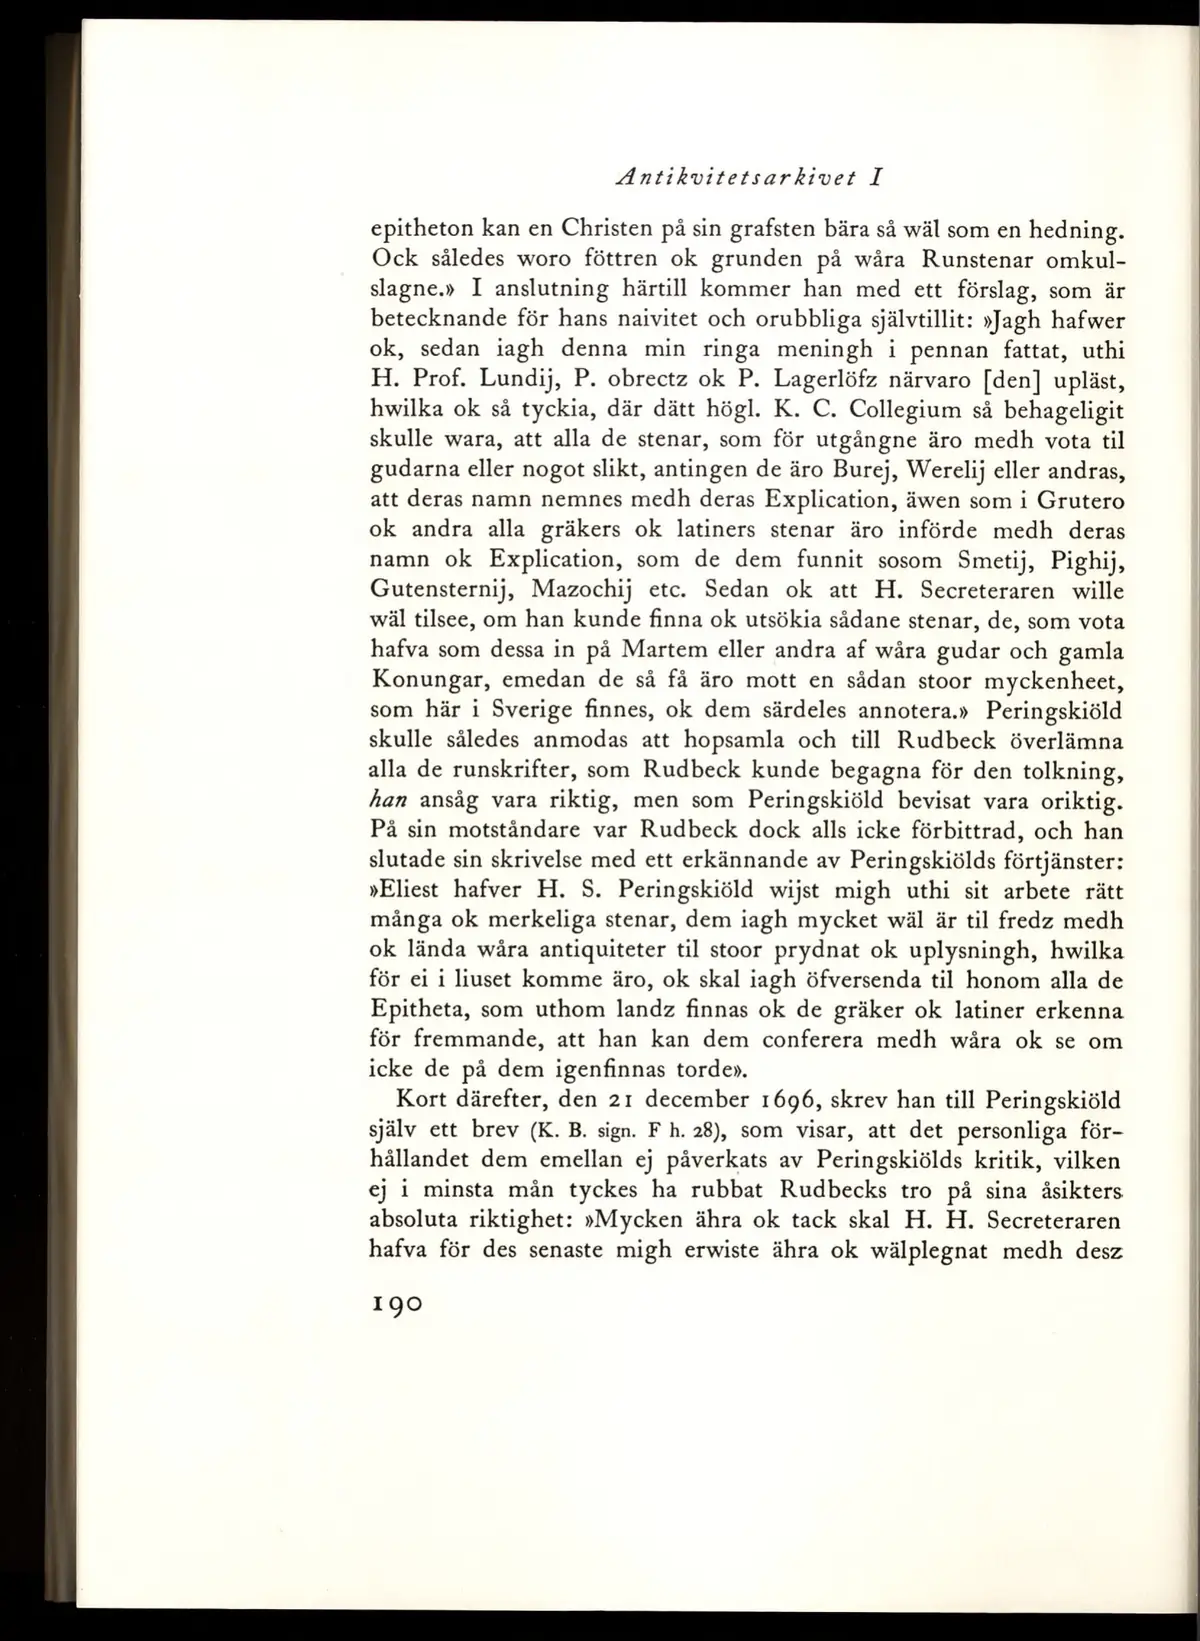 Antikvitetsarkivet I
epitheton kan en Christen på sin grafsten bära så wäl som en hedning.
Ock således woro föttren ok grunden på wåra Runstenar omkul-
slagne.» I anslutning härtill kommer han med ett förslag, som är
betecknande för hans naivitet och orubbliga självtillit: »Jagh hafwer
ok, sedan iagh denna min ringa meningh i pennan fattat, uthi
H. Prof. Lundij, P. obrectz ok P. Lagerlöfz närvaro [den] upläst,
hwilka ok så tyckia, där dätt högl. K. C. Collegium så behageligit
skulle wara, att alla de stenar, som för utgångne äro medh vota til
gudarna eller nogot slikt, antingen de äro Burej, Werelij eller andras,
att deras namn nemnes medh deras Explication, äwen som i Grutero
ok andra alla gräkers ok latiners stenar äro införde medh deras
namn ok Explication, som de dem funnit sosom Smetij, Pighij,
Gutensternij, Mazochij etc. Sedan ok att H. Secreteraren wille
wäl tilsee, om han kunde finna ok utsökia sådane stenar, de, som vota
hafva som dessa in på Martem eller andra af wåra gudar och gamla
Konungar, emedan de så få äro mott en sådan stoor myckenheet,
som här i Sverige finnes, ok dem särdeles annotera.» Peringskiöld
skulle således anmodas att hopsamla och till Rudbeck överlämna
alla de runskrifter, som Rudbeck kunde begagna för den tolkning,
han ansåg vara riktig, men som Peringskiöld bevisat vara oriktig.
På sin motståndare var Rudbeck dock alls icke förbittrad, och han
slutade sin skrivelse med ett erkännande av Peringskiölds förtjänster:
»Eliest hafver H. S. Peringskiöld wijst migh uthi sit arbete rätt
många ok merkeliga stenar, dem iagh mycket wäl är til fredz medh
ok lända wåra antiquiteter til stoor prydnat ok uplysningh, hwilka
för ei i liuset komme äro, ok skal iagh öfversenda til honom alla de
Epitheta, som uthom landz finnas ok de gräker ok latiner erkenna
för fremmande, att han kan dem conferera medh wåra ok se om
icke de på dem igenfinnas torde».
Kort därefter, den 21 december 1696, skrev han till Peringskiöld
själv ett brev (K. B. sign. F h. 28), som visar, att det personliga för-
hållandet dem emellan ej påverkats av Peringskiölds kritik, vilken
ej i minsta mån tyckes ha rubbat Rudbecks tro på sina åsikters
absoluta riktighet: »Mycken ähra ok tack skal H. H. Secreteraren
hafva för des senaste migh erwiste ähra ok wälplegnat medh desz
190